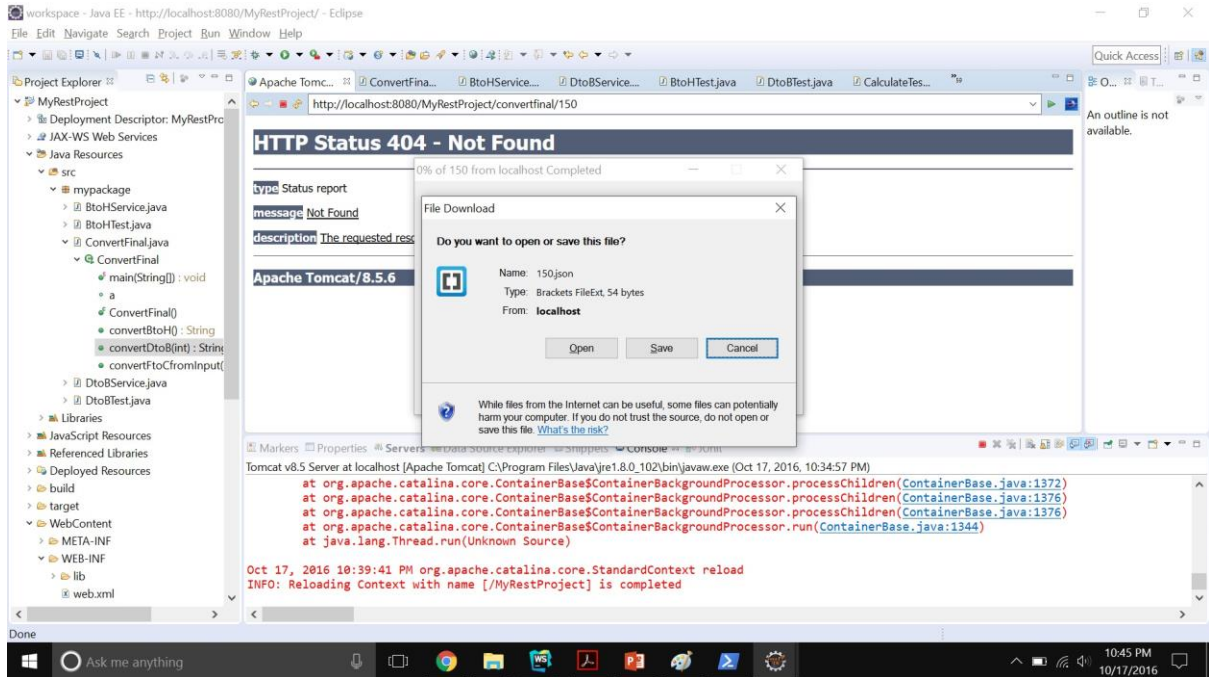 workspace - Java EE - http://localhost:8080/MyRestProject/ - Eclipse
File Edit Navigate Search Project Run Window Help
Quick Access
Project Explorer
Apache Tomc... ConvertFina... BtoHService.... DtoBService.... BtoHTest.java DtoBTest.java CalculateTes... "19
O... T...
MyRestProject
http://localhost:8080/MyRestProject/convertfinal/150
An outline is not
available.
Deployment Descriptor: MyRestPro
JAX-WS Web Services
Java Resources
src
mypackage
BtoHService.java
BtoHTest.java
ConvertFinal.java
ConvertFinal
main(String[]) : void
a
ConvertFinal()
convertBtoH() : String
convertDtoB(int) : String
convertFtoCfromInput(
DtoBService.java
DtoBTest.java
Libraries
JavaScript Resources
Referenced Libraries
Deployed Resources
build
target
WebContent
META-INF
WEB-INF
lib
web.xml
HTTP Status 404 - Not Found
type Status report
message Not Found
description The requested reso
Apache Tomcat/8.5.6
0% of 150 from localhost Completed
File Download
Do you want to open or save this file?
Name: 150.json
Type: Brackets FileExt, 54 bytes
From: localhost
Open Save Cancel
While files from the Internet can be useful, some files can potentially
harm your computer. If you do not trust the source, do not open or
save this file. What's the risk?
Markers Properties Servers Data Source Explorer Snippets Console JUnit
Tomcat v8.5 Server at localhost [Apache Tomcat] C:\Program Files\Java\jre1.8.0_102\bin\javaw.exe (Oct 17, 2016, 10:34:57 PM)
at org.apache.catalina.core.ContainerBase$ContainerBackgroundProcessor.processChildren(ContainerBase.java:1372)
at org.apache.catalina.core.ContainerBase$ContainerBackgroundProcessor.processChildren(ContainerBase.java:1376)
at org.apache.catalina.core.ContainerBase$ContainerBackgroundProcessor.processChildren(ContainerBase.java:1376)
at org.apache.catalina.core.ContainerBase$ContainerBackgroundProcessor.run(ContainerBase.java:1344)
at java.lang.Thread.run(Unknown Source)
Oct 17, 2016 10:39:41 PM org.apache.catalina.core.StandardContext reload
INFO: Reloading Context with name [/MyRestProject] is completed
Done
Ask me anything
WS
10:45 PM
10/17/2016